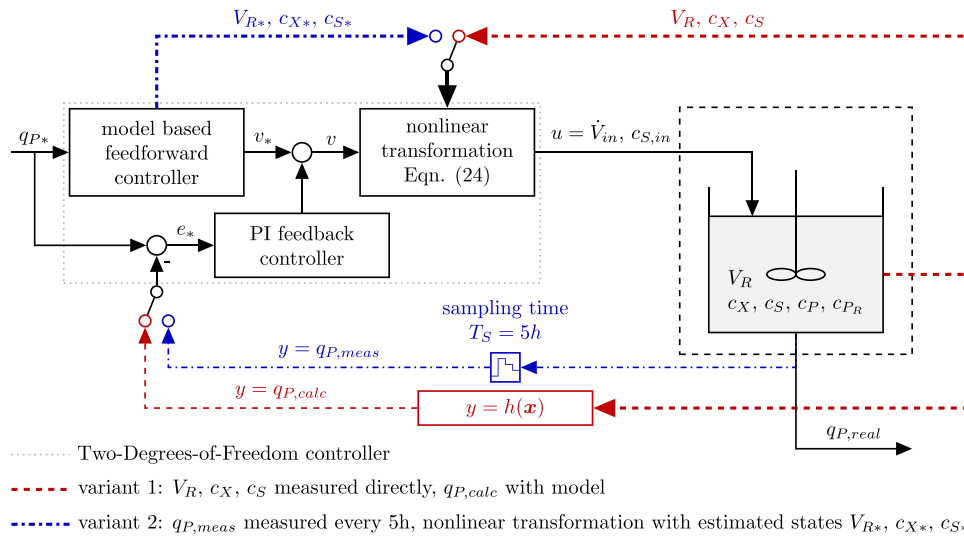 V_{R*}, c_{X*}, c_{S*}
V_R, c_X, c_S
q_{P*}
model based
feedforward
controller
v_*
v
nonlinear
transformation
Eqn. (24)
u = \dot{V}_{in}, c_{S,in}
e_*
-
PI feedback
controller
V_R
c_X, c_S, c_P, c_{P_R}
sampling time
T_S = 5h
y = q_{P,meas}
y = q_{P,calc}
y = h(x)
q_{P,real}
Two-Degrees-of-Freedom controller
variant 1: V_R, c_X, c_S measured directly, q_{P,calc} with model
variant 2: q_{P,meas} measured every 5h, nonlinear transformation with estimated states V_{R*}, c_{X*}, c_{S*}